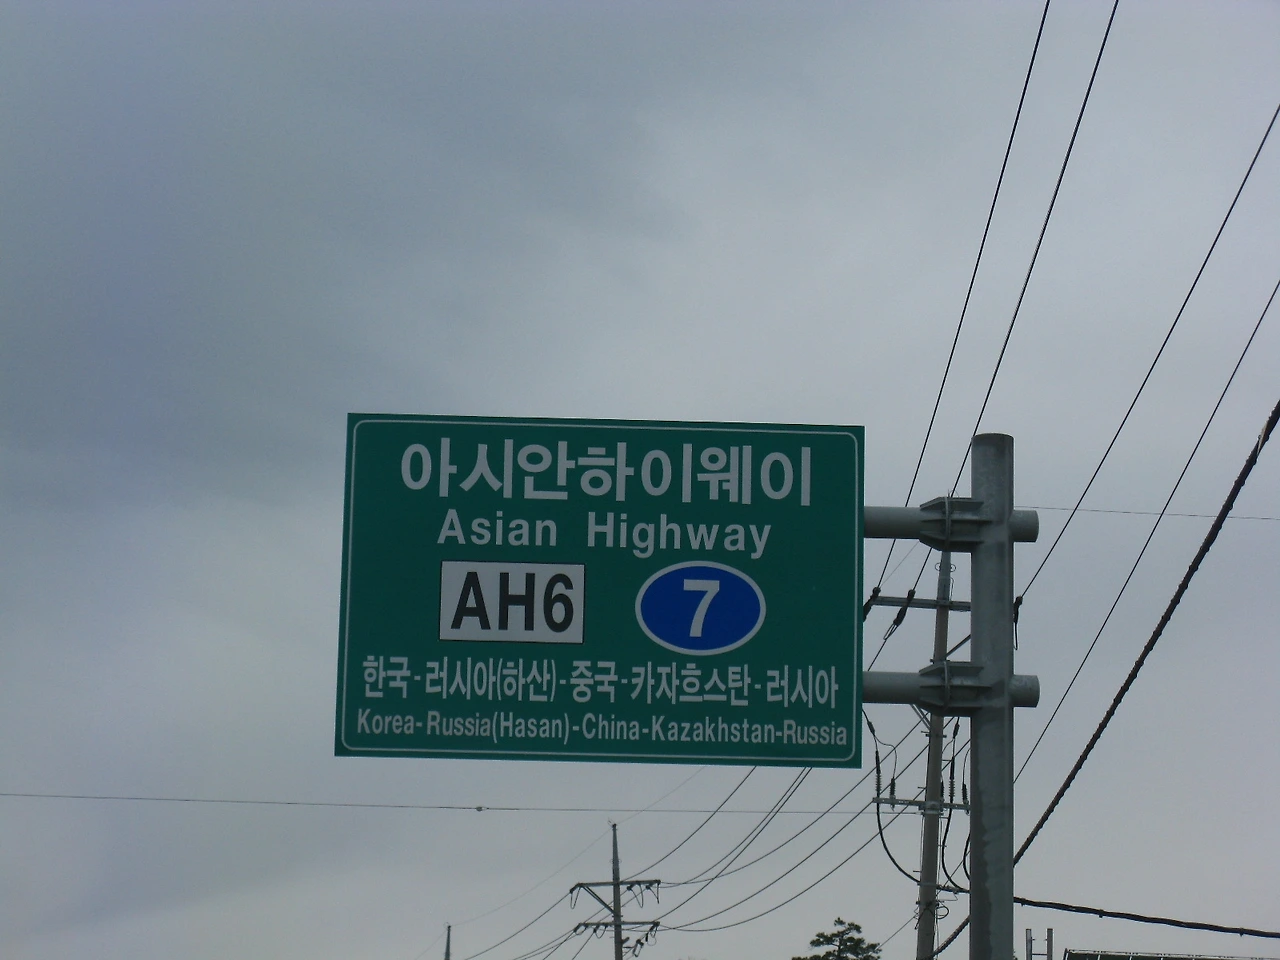 아시안하이웨이
Asian Highway
AH6 7
한국-러시아(하산)-중국-카자흐스탄-러시아
Korea-Russia(Hasan)-China-Kazakhstan-Russia